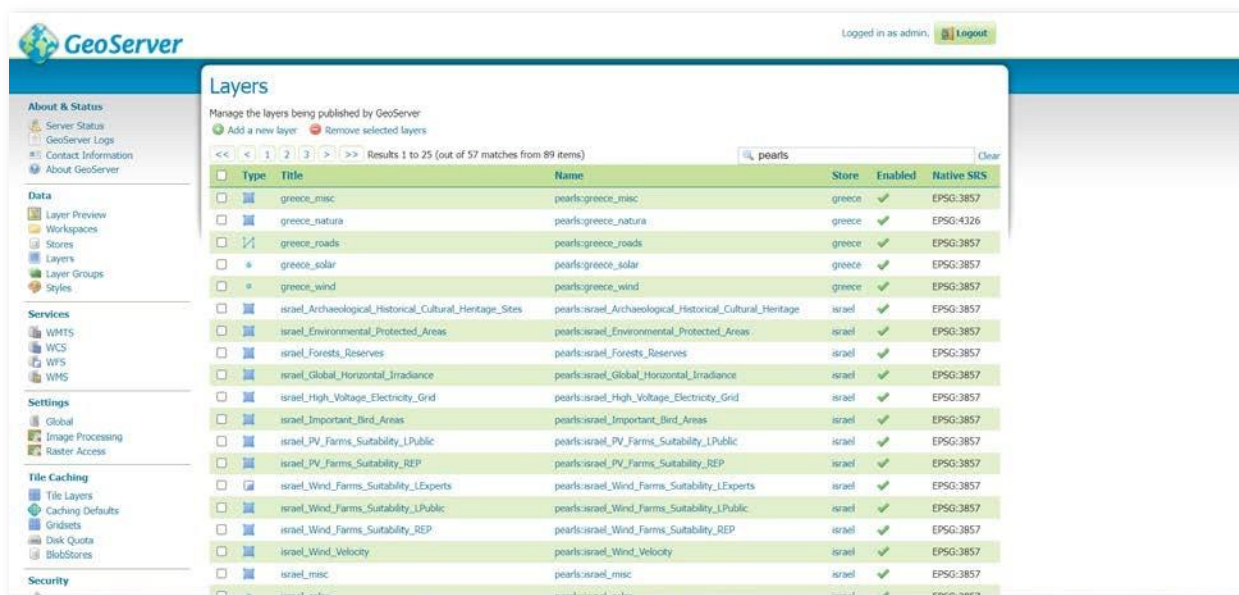 GeoServer
Logged in as admin. Logout
Layers
Manage the layers being published by GeoServer
Add a new layer Remove selected layers
<< < 1 2 3 > >> Results 1 to 25 (out of 57 matches from 89 items) pearls Clear
Type Title Name Store Enabled Native SRS
greece_misc pearls:greece_misc greece EPSG:3857
greece_natura pearls:greece_natura greece EPSG:4326
greece_roads pearls:greece_roads greece EPSG:3857
greece_solar pearls:greece_solar greece EPSG:3857
greece_wind pearls:greece_wind greece EPSG:3857
israel_Archaeological_Historical_Cultural_Heritage_Sites pearls:israel_Archaeological_Historical_Cultural_Heritage israel EPSG:3857
israel_Environmental_Protected_Areas pearls:israel_Environmental_Protected_Areas israel EPSG:3857
israel_Forests_Reserves pearls:israel_Forests_Reserves israel EPSG:3857
israel_Global_Horizontal_Irradiance pearls:israel_Global_Horizontal_Irradiance israel EPSG:3857
israel_High_Voltage_Electricity_Grid pearls:israel_High_Voltage_Electricity_Grid israel EPSG:3857
israel_Important_Bird_Areas pearls:israel_Important_Bird_Areas israel EPSG:3857
israel_PV_Farms_Suitability_LPublic pearls:israel_PV_Farms_Suitability_LPublic israel EPSG:3857
israel_PV_Farms_Suitability_REP pearls:israel_PV_Farms_Suitability_REP israel EPSG:3857
israel_Wind_Farms_Suitability_LExperts pearls:israel_Wind_Farms_Suitability_LExperts israel EPSG:3857
israel_Wind_Farms_Suitability_LPublic pearls:israel_Wind_Farms_Suitability_LPublic israel EPSG:3857
israel_Wind_Farms_Suitability_REP pearls:israel_Wind_Farms_Suitability_REP israel EPSG:3857
israel_Wind_Velocity pearls:israel_Wind_Velocity israel EPSG:3857
israel_misc pearls:israel_misc israel EPSG:3857
About & Status
Server Status
GeoServer Logs
Contact Information
About GeoServer
Data
Layer Preview
Workspaces
Stores
Layers
Layer Groups
Styles
Services
WMTS
WCS
WFS
WMS
Settings
Global
Image Processing
Raster Access
Tile Caching
Tile Layers
Caching Defaults
Gridsets
Disk Quota
BlobStores
Security